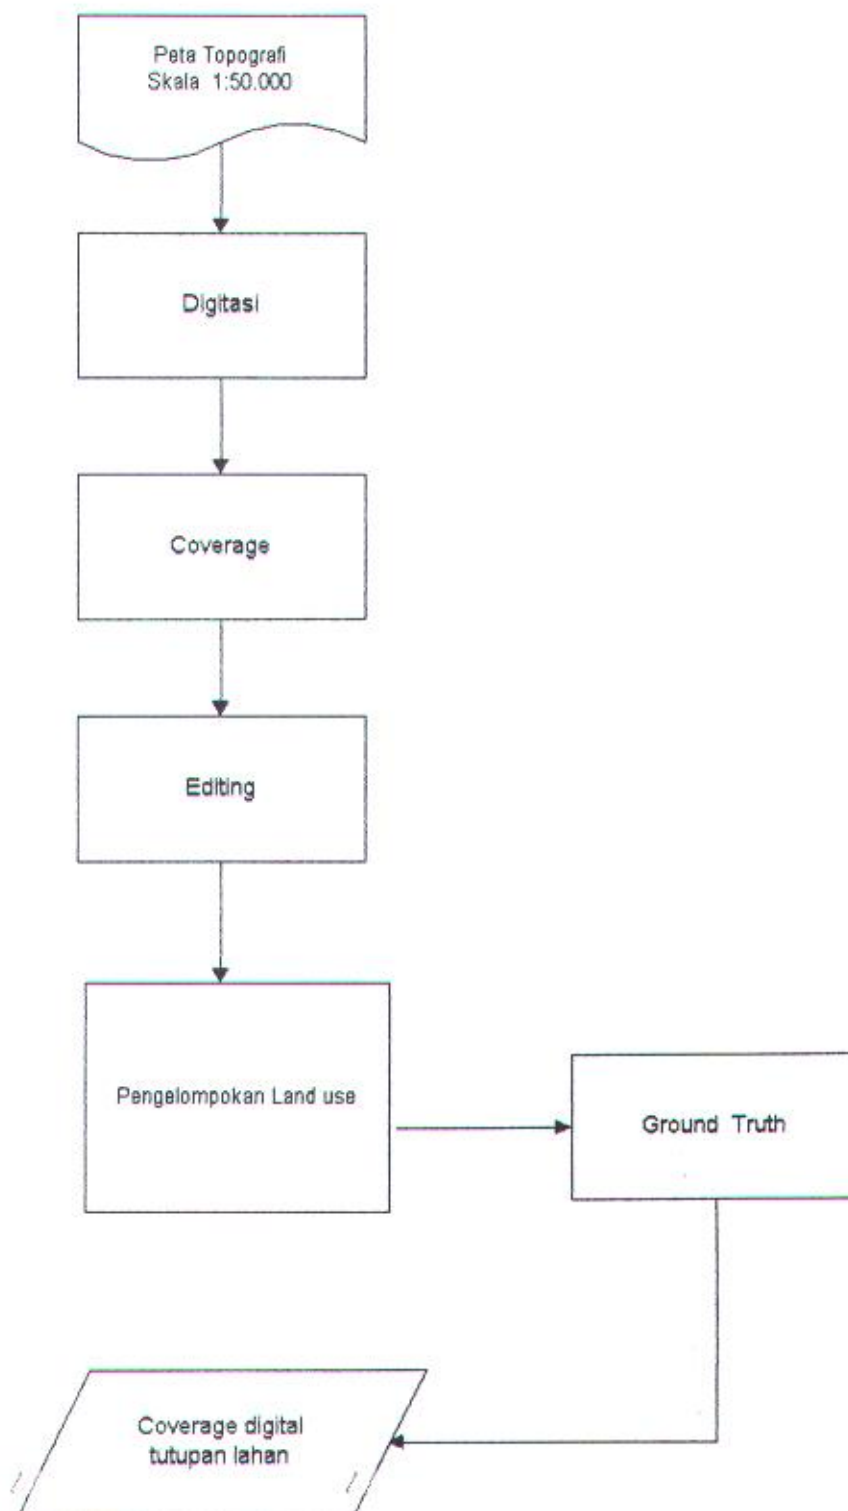 Peta Topografi
Skala 1:50.000
Digitasi
Coverage
Editing
Pengelompokan Land use
Ground Truth
Coverage digital
tutupan lahan